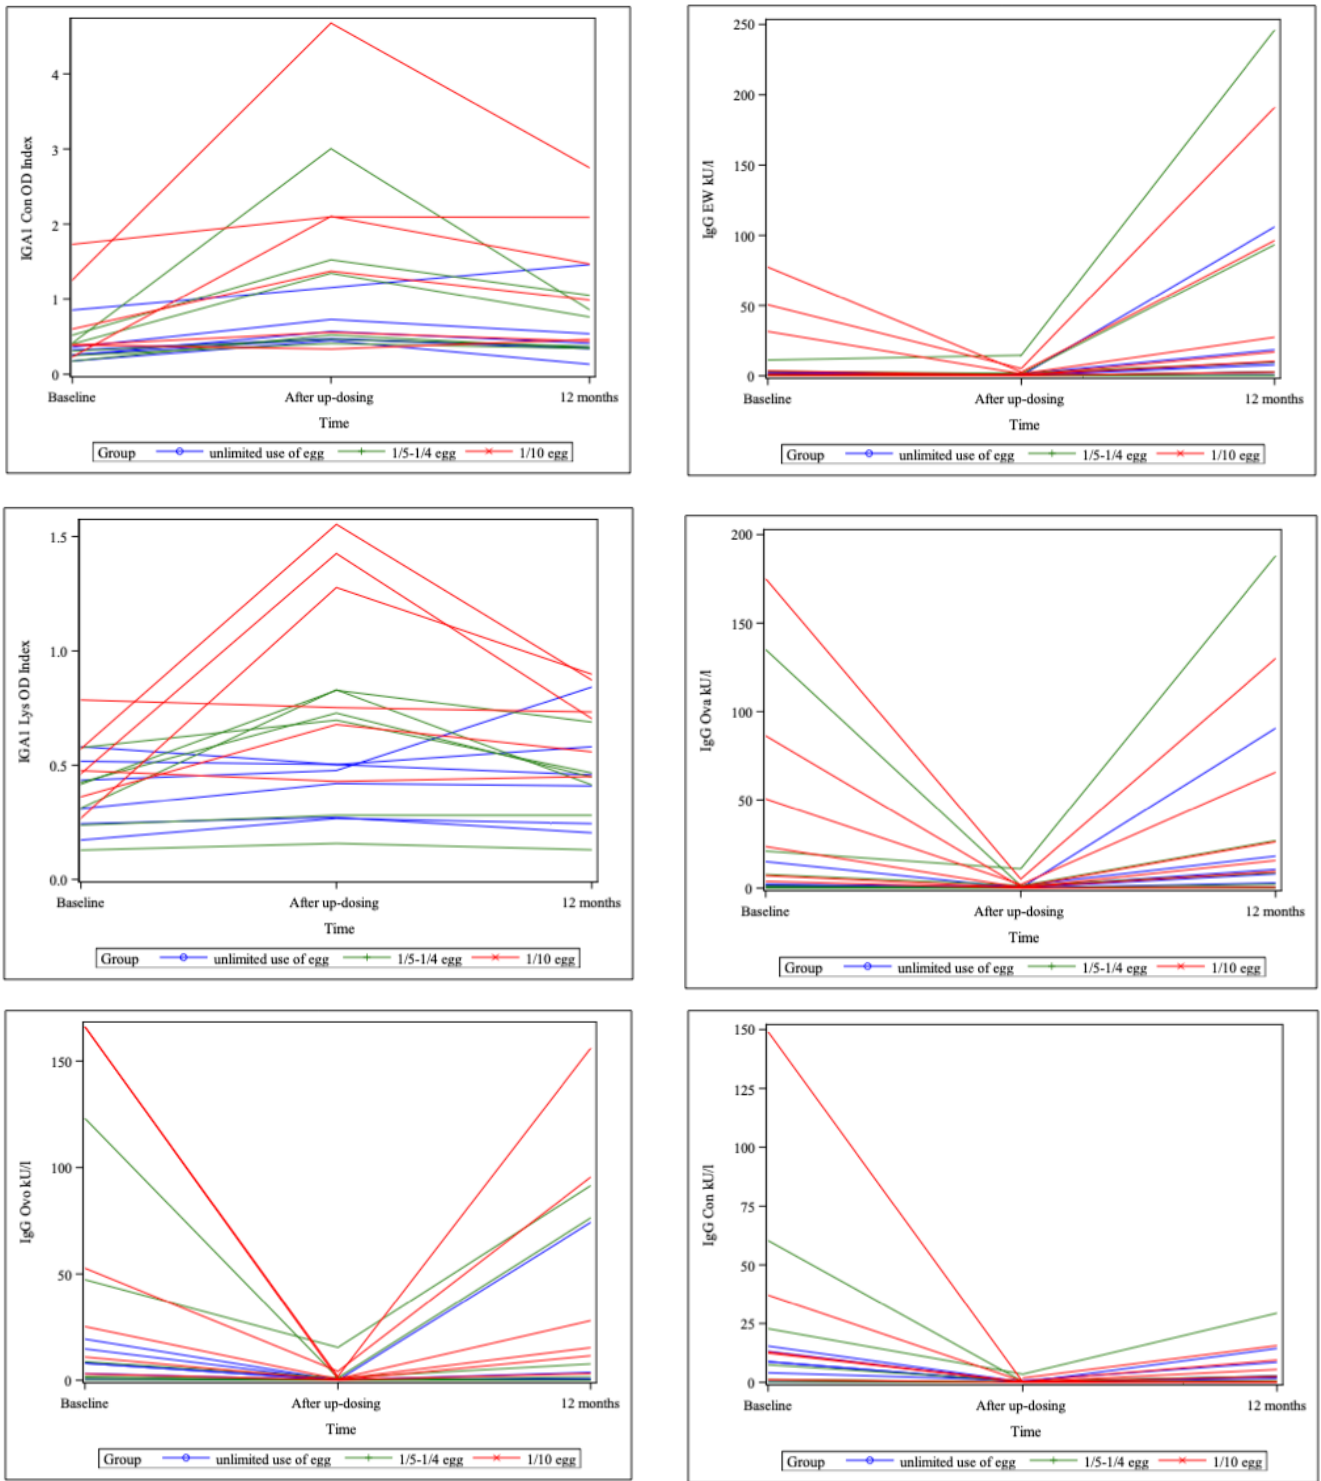 IGA1 Con OD Index
4
3
2
1
0
Baseline After up-dosing 12 months
Time
Group unlimited use of egg 1/5-1/4 egg 1/10 egg
IgG EW kU/l
250
200
150
100
50
0
Baseline After up-dosing 12 months
Time
Group unlimited use of egg 1/5-1/4 egg 1/10 egg
IGA1 Lys OD Index
1.5
1.0
0.5
0.0
Baseline After up-dosing 12 months
Time
Group unlimited use of egg 1/5-1/4 egg 1/10 egg
IgG Ova kU/l
200
150
100
50
0
Baseline After up-dosing 12 months
Time
Group unlimited use of egg 1/5-1/4 egg 1/10 egg
IgG Ovo kU/l
150
100
50
0
Baseline After up-dosing 12 months
Time
Group unlimited use of egg 1/5-1/4 egg 1/10 egg
IgG Con kU/l
150
125
100
75
50
25
0
Baseline After up-dosing 12 months
Time
Group unlimited use of egg 1/5-1/4 egg 1/10 egg